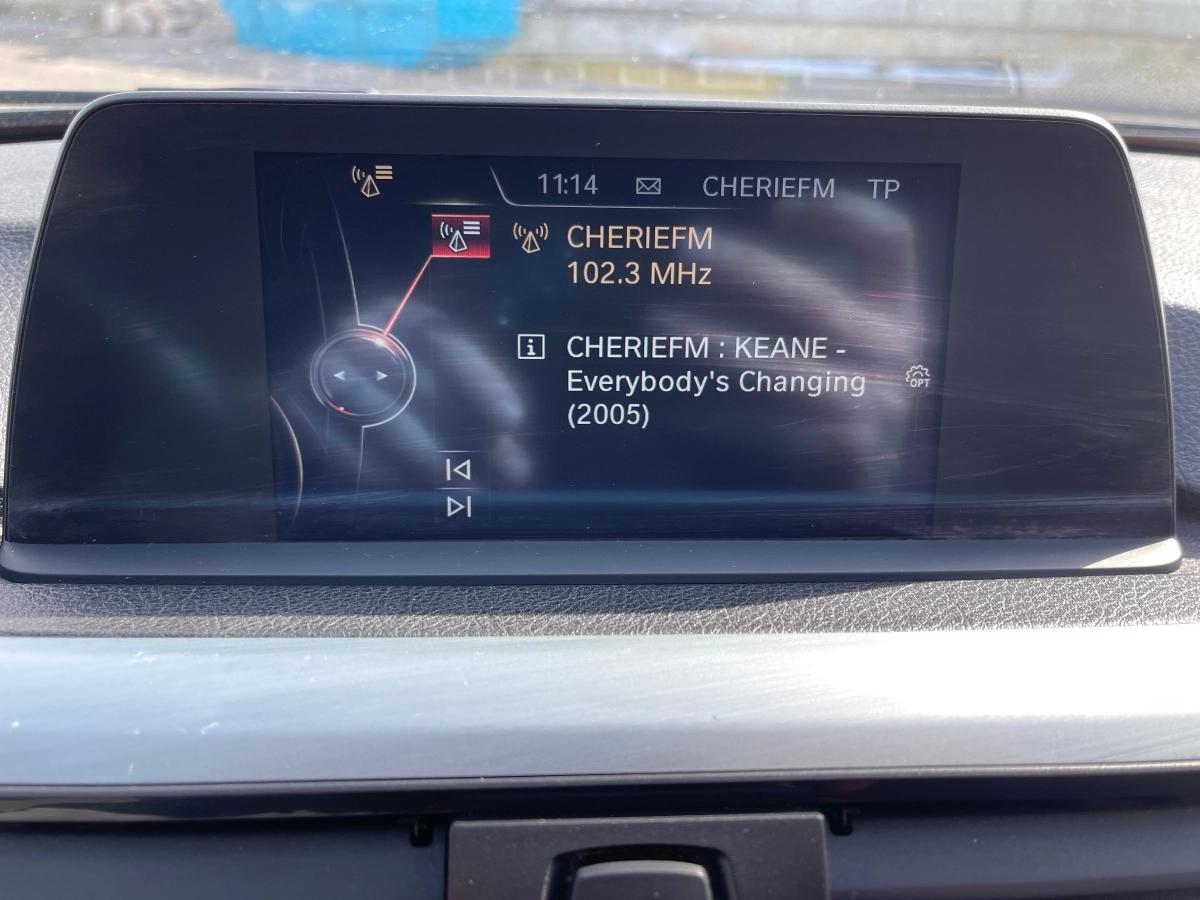 11:14 CHERIEFM TP
CHERIEFM
102.3 MHz
i CHERIEFM : KEANE -
Everybody's Changing
(2005)
OPT